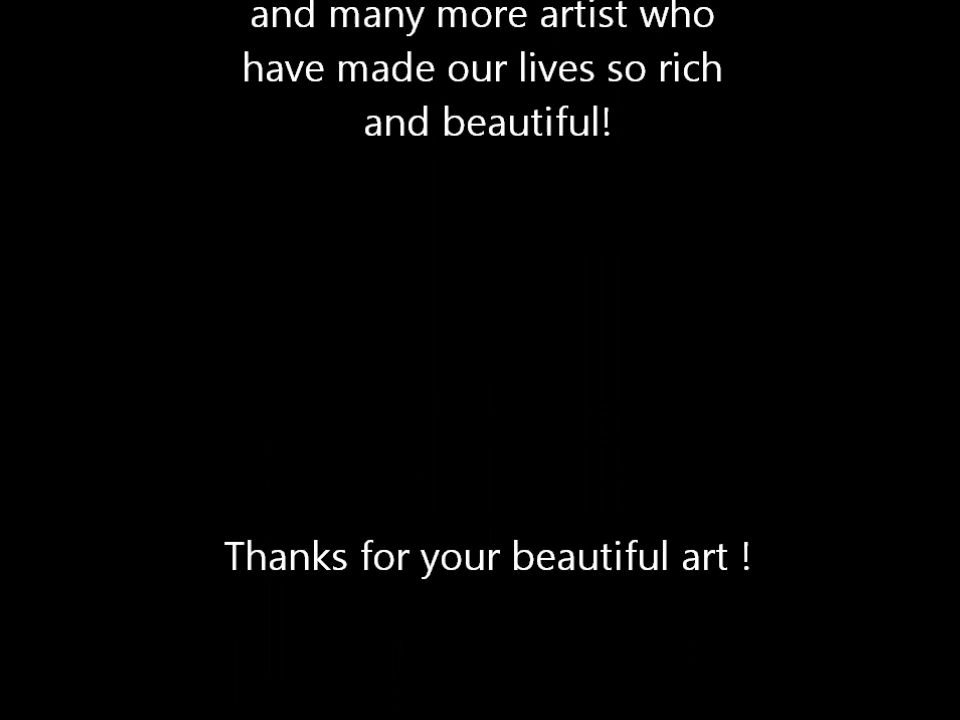 and many more artist who
have made our lives so rich
and beautiful!
Thanks for your beautiful art !